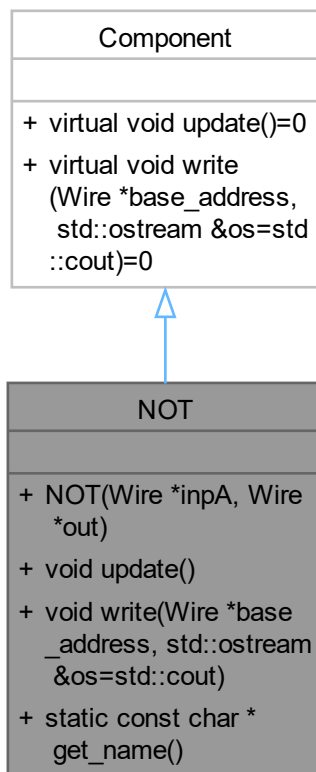 Component
+ virtual void update()=0
+ virtual void write
(Wire *base_address,
std::ostream &os=std
::cout)=0
NOT
+ NOT(Wire *inpA, Wire
*out)
+ void update()
+ void write(Wire *base
_address, std::ostream
&os=std::cout)
+ static const char *
get_name()